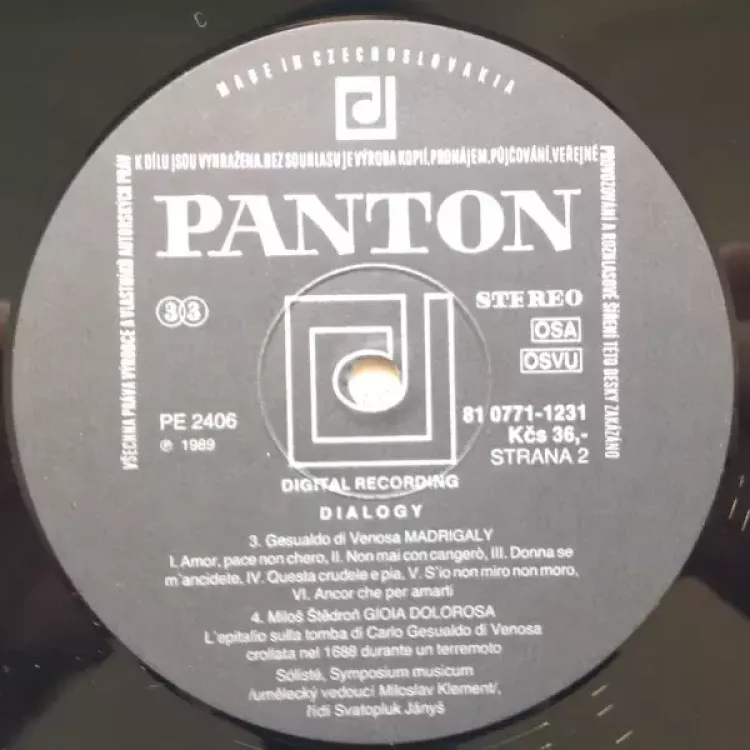 MADE IN CZECHOSLOVAKIA
VŠECHNA PRÁVA VÝROBCE A VLASTNÍKŮ AUTORSKÝCH PRÁV
K DÍLU JSOU VYHRAŽENA. BEZ SOUHLASU JE VÝROBA KOPIÍ, PRONÁJEM, PŮJČOVÁNÍ, VEŘEJNÉ
PROVOZOVÁNÍ A ROZHLASOVÉ ŠÍŘENÍ TÉTO DESKY ZAKÁZÁNO
PANTON
33
STEREO
OSA
OSVU
PE 2406
℗ 1989
81 0771-1231
Kčs 36,-
STRANA 2
DIGITAL RECORDING
DIALOGY
3. Gesualdo di Venosa MADRIGALY
I. Amor, pace non chero, II. Non mai con cangerò, III. Donna se
m'ancidete, IV. Questa crudele e pia, V. S'io non miro non moro,
VI. Ancor che per amarti
4. Miloš Štědroň GIOIA DOLOROSA
L'epitalio sulla tomba di Carlo Gesualdo di Venosa
crollata nel 1688 durante un terremoto
Sólisté, Symposium musicum
/umělecký vedoucí Miloslav Klement/,
řídí Svatopluk Jányš